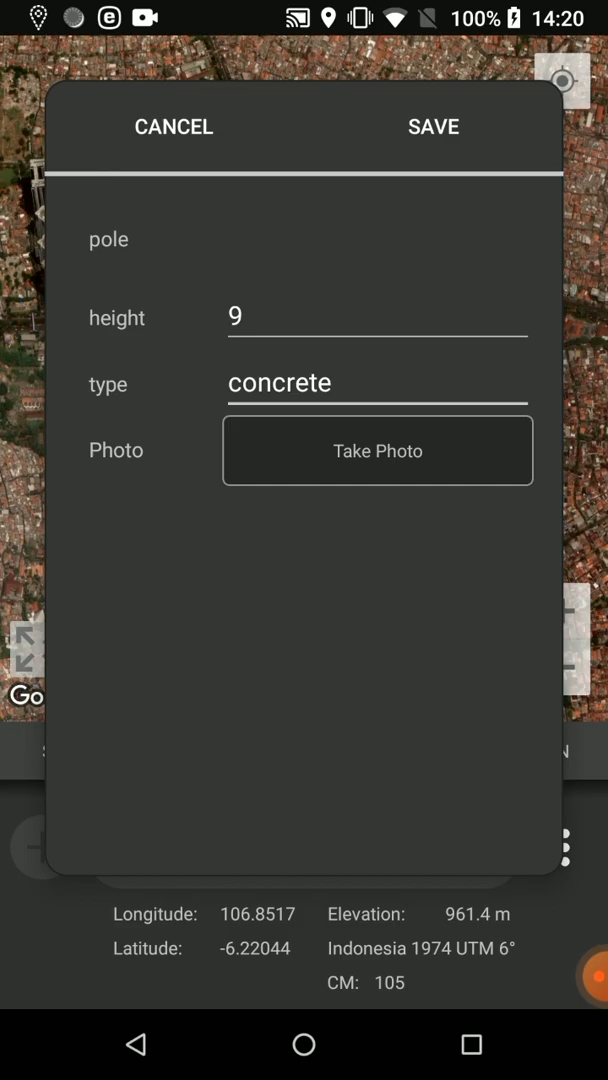 100% 14:20
CANCEL SAVE
pole
height 9
type concrete
Photo Take Photo
Go
N
Longitude: 106.8517 Elevation: 961.4 m
Latitude: -6.22044 Indonesia 1974 UTM 6°
CM: 105